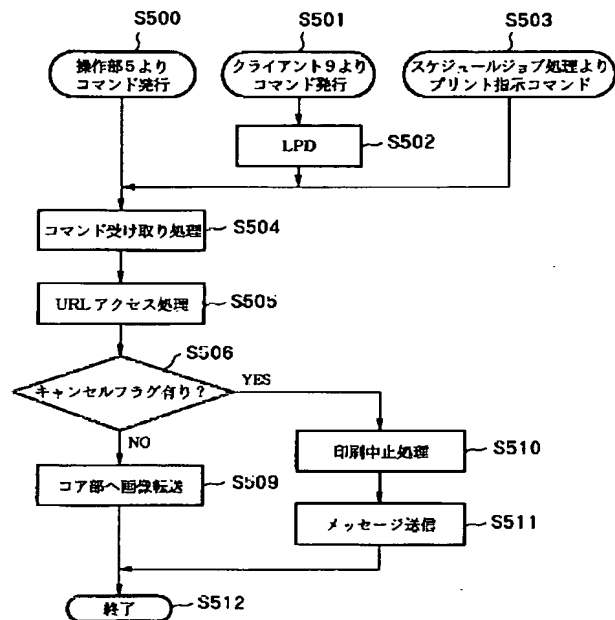 S500
S501
S503
操作部5より
コマンド発行
クライアント9より
コマンド発行
スケジュールジョブ処理より
プリント指示コマンド
LPD
S502
コマンド受け取り処理
S504
URLアクセス処理
S505
S506
キャンセルフラグ有り?
YES
NO
印刷中止処理
S510
コア部へ画像転送
S509
メッセージ送信
S511
終了
S512